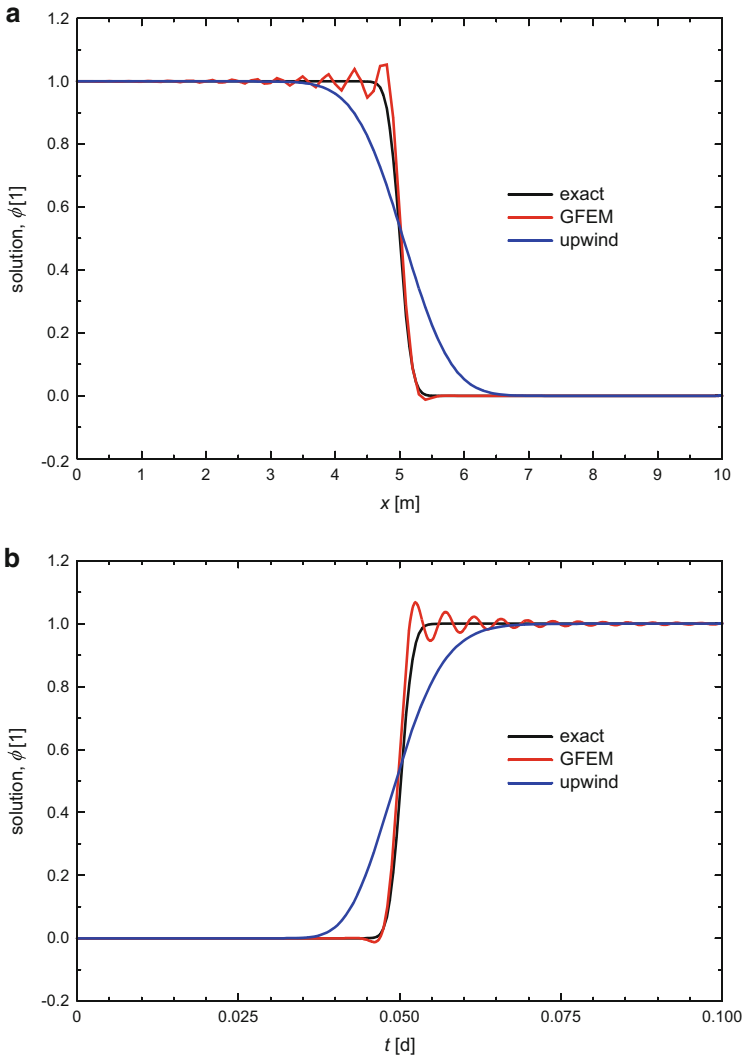 a
1.2
1.0
0.8
0.6
0.4
0.2
0.0
-0.2
solution, ϕ [1]
exact
GFEM
upwind
0 1 2 3 4 5 6 7 8 9 10
x [m]
b
1.2
1.0
0.8
0.6
0.4
0.2
0.0
-0.2
solution, ϕ [1]
exact
GFEM
upwind
0 0.025 0.050 0.075 0.100
t [d]